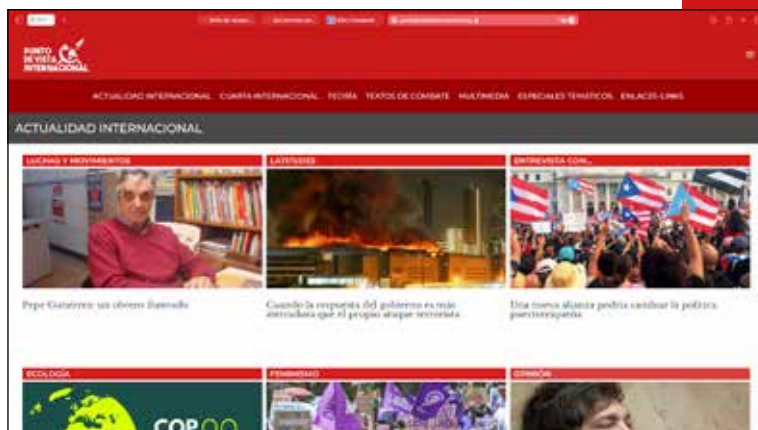 PUNTO
DE VISTA
INTERNACIONAL
ACTUALIDAD INTERNACIONAL CUARTA INTERNACIONAL TEORÍA TEXTOS DE COMBATE MULTIMEDIA ESPECIALES TEMÁTICOS ENLACES-LINKS
ACTUALIDAD INTERNACIONAL
LUCHAS Y MOVIMIENTOS
LATITUDES
ENTREVISTA CON...
Pepe Gutiérrez: un obrero ilustrado
Cuando la respuesta del gobierno es más
aterradora que el propio ataque terrorista
Una nueva alianza podría cambiar la política
puertorriqueña
ECOLOGÍA
FEMINISMO
OPINIÓN
COP